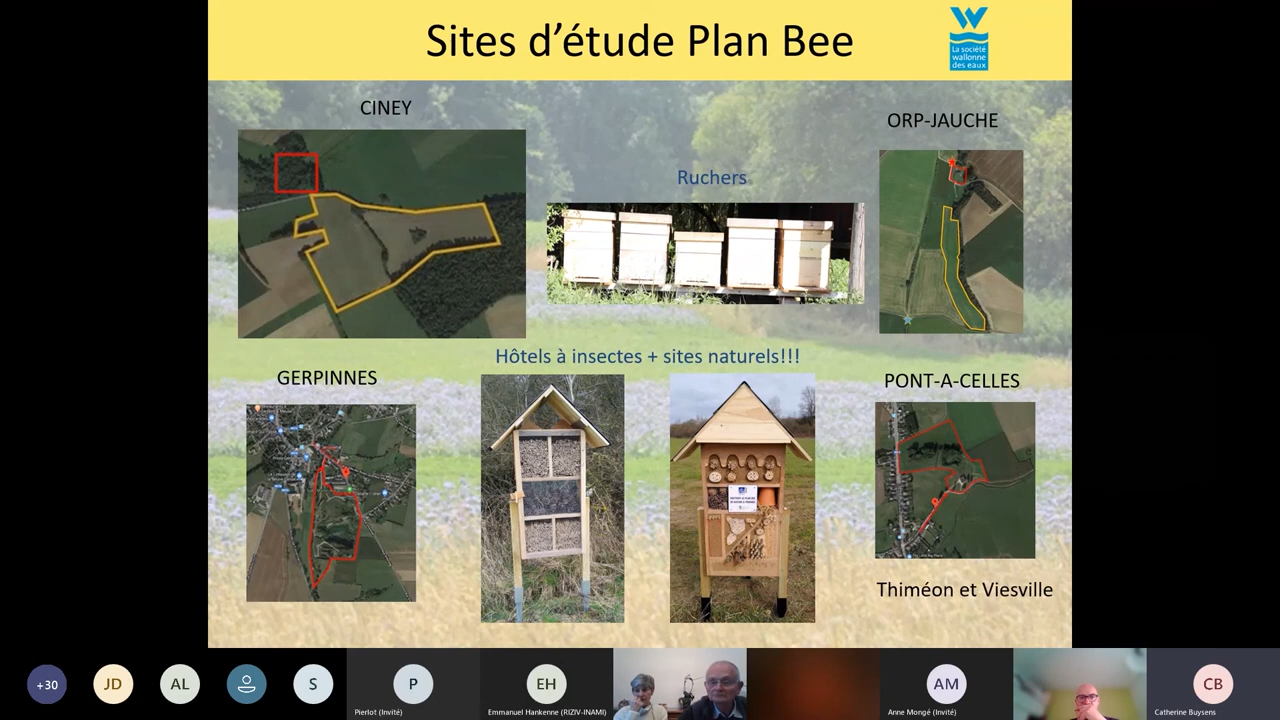 Sites d’étude Plan Bee
La société
wallonne
des eaux
CINEY
ORP-JAUCHE
Ruchers
Hôtels à insectes + sites naturels!!!
GERPINNES
PONT-A-CELLES
Thiméon et Viesville
+30
JD
AL
S
P
EH
AM
CB
Pierlot (Invité)
Emmanuel Hankenne (RIZIV-INAMI)
Anne Mongé (Invité)
Catherine Buysens